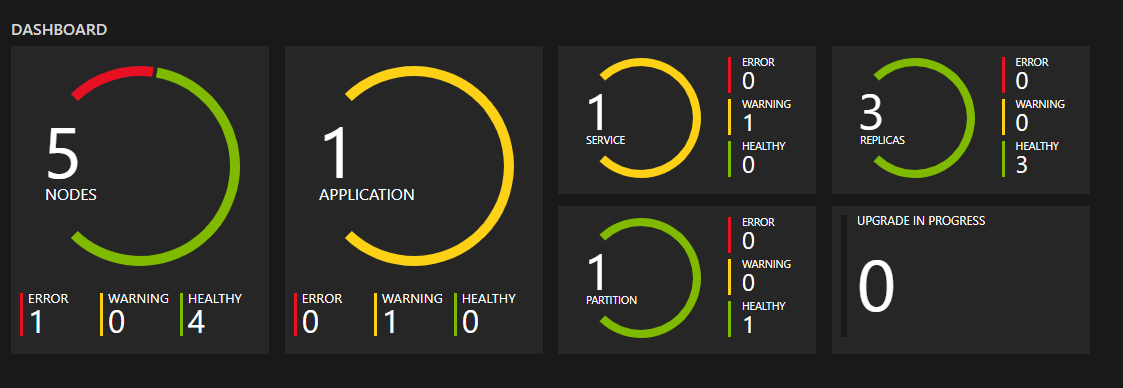 DASHBOARD
5
NODES
ERROR
1
WARNING
0
HEALTHY
4
1
APPLICATION
ERROR
0
WARNING
1
HEALTHY
0
1
SERVICE
ERROR
0
WARNING
1
HEALTHY
0
3
REPLICAS
ERROR
0
WARNING
0
HEALTHY
3
1
PARTITION
ERROR
0
WARNING
0
HEALTHY
1
UPGRADE IN PROGRESS
0